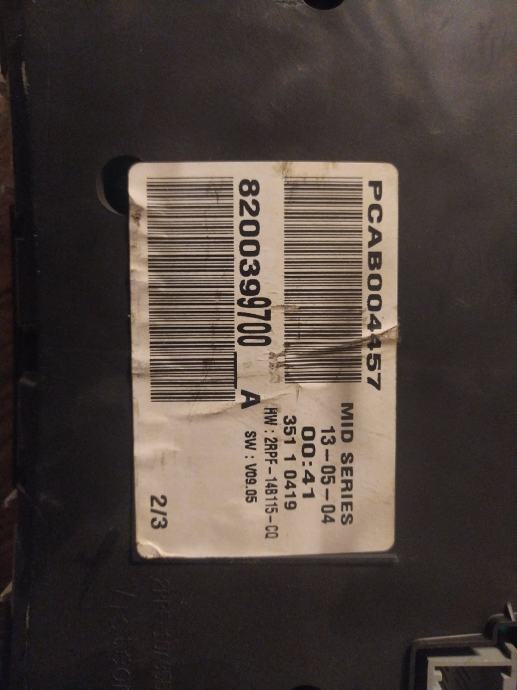 PCAB004457
MID SERIES
13-05-04
00:41
351 1 0419
8200399700 A
HW : 2RPF-14B115-CQ
SW : V09.05
2/3